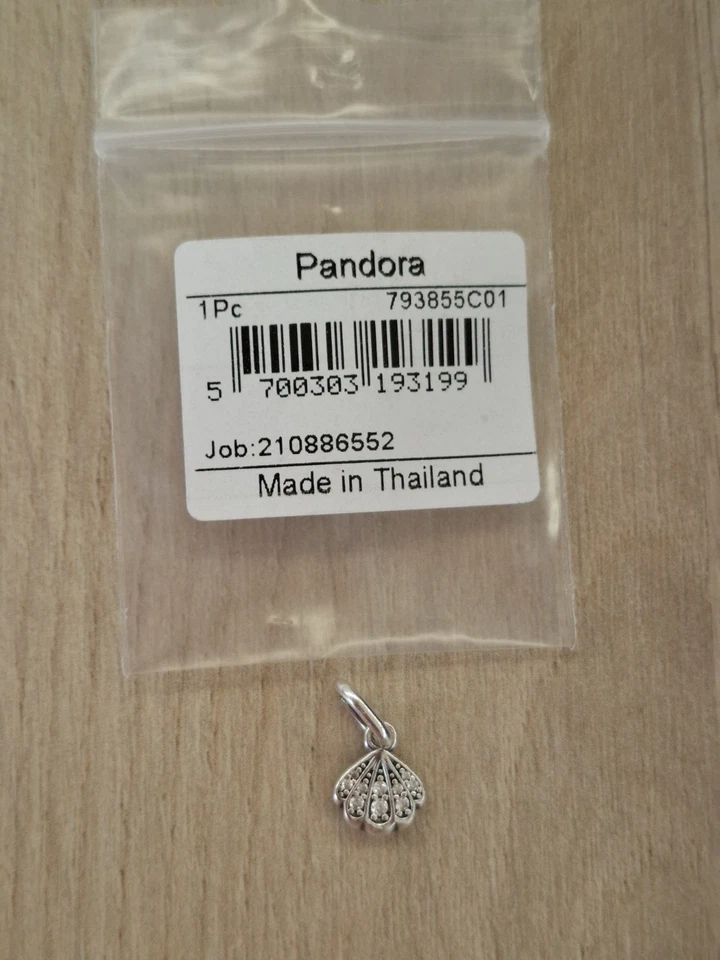 Pandora
1Pc 793855C01
5 700303 193199
Job:210886552
Made in Thailand